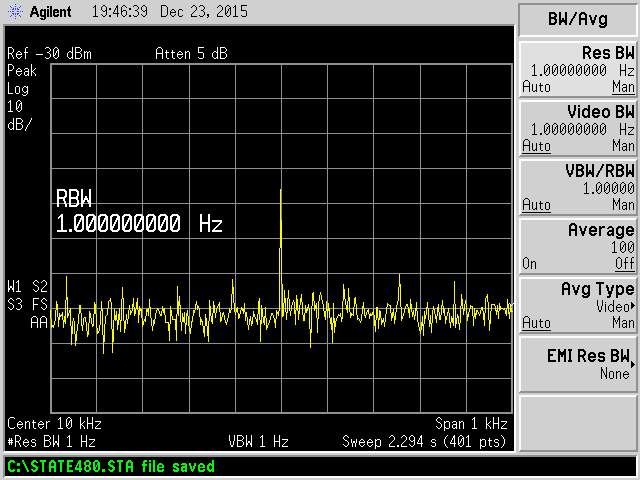 Agilent 19:46:39 Dec 23, 2015
BW/Avg
Ref -30 dBm Atten 5 dB
Peak
Log
10
dB/
RBW
1.000000000 Hz
W1 S2
S3 FS
AA
Center 10 kHz Span 1 kHz
#Res BW 1 Hz VBW 1 Hz Sweep 2.294 s (401 pts)
C:\STATE480.STA file saved
Res BW
1.00000000 Hz
Auto Man
Video BW
1.00000000 Hz
Auto Man
VBW/RBW
1.00000
Auto Man
Average
100
On Off
Avg Type
Video
Auto Man
EMI Res BW
None